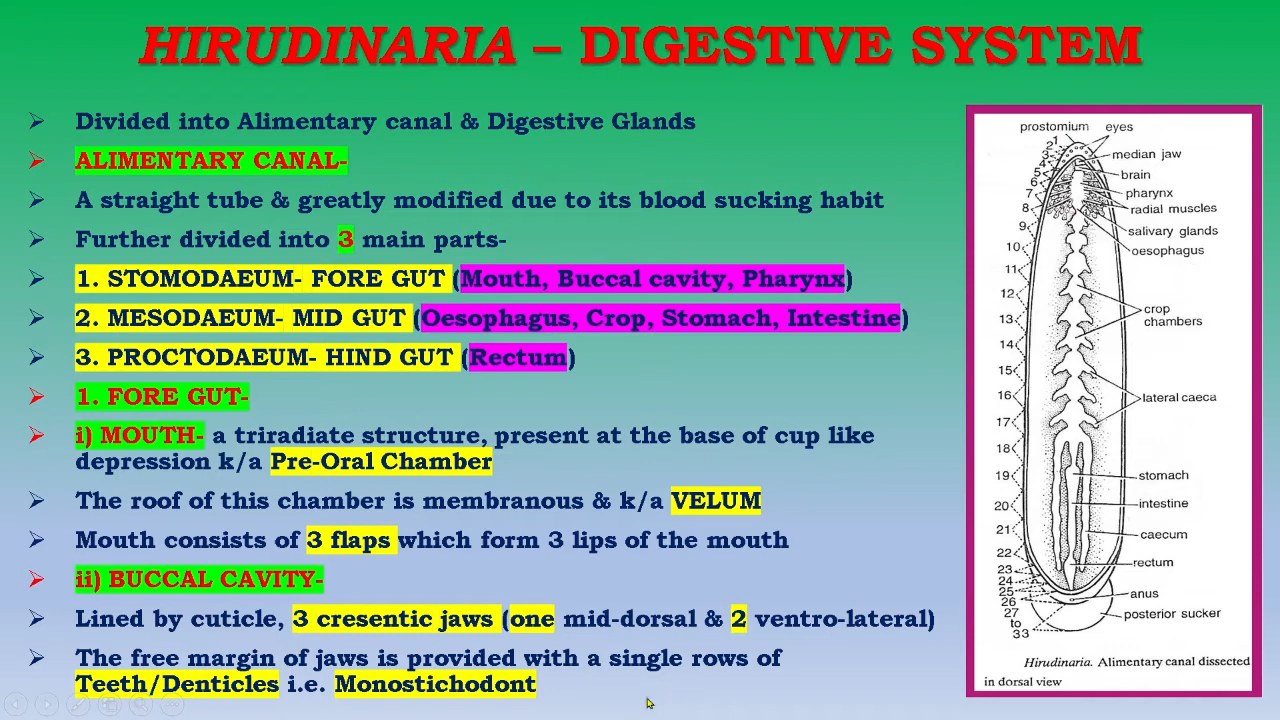 HIRUDINARIA – DIGESTIVE SYSTEM
Divided into Alimentary canal & Digestive Glands
ALIMENTARY CANAL-
A straight tube & greatly modified due to its blood sucking habit
Further divided into 3 main parts-
1. STOMODAEUM- FORE GUT (Mouth, Buccal cavity, Pharynx)
2. MESODAEUM- MID GUT (Oesophagus, Crop, Stomach, Intestine)
3. PROCTODAEUM- HIND GUT (Rectum)
1. FORE GUT-
i) MOUTH- a triradiate structure, present at the base of cup like
depression k/a Pre-Oral Chamber
The roof of this chamber is membranous & k/a VELUM
Mouth consists of 3 flaps which form 3 lips of the mouth
ii) BUCCAL CAVITY-
Lined by cuticle, 3 cresentic jaws (one mid-dorsal & 2 ventro-lateral)
The free margin of jaws is provided with a single rows of
Teeth/Denticles i.e. Monostichodont
prostomium
eyes
median jaw
brain
pharynx
radial muscles
salivary glands
oesophagus
crop
chambers
lateral caeca
stomach
intestine
caecum
rectum
anus
posterior sucker
1
2
3
4
5
6
7
8
9
10
11
12
13
14
15
16
17
18
19
20
21
22
23
24
25
26
27
to
33
Hirudinaria. Alimentary canal dissected
in dorsal view